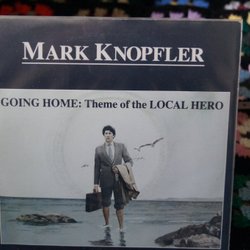 MARK KNOPFLER
GOING HOME: Theme of the LOCAL HERO